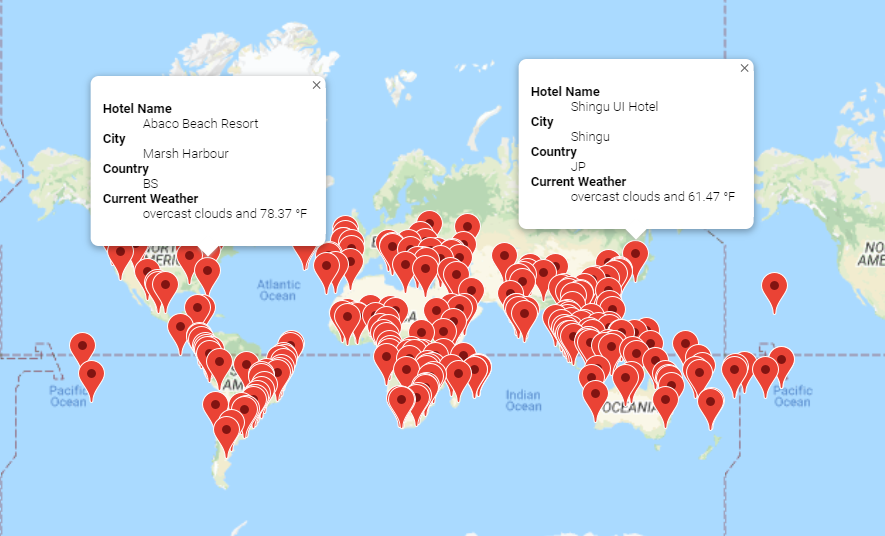 ×
Hotel Name
Abaco Beach Resort
City
Marsh Harbour
Country
BS
Current Weather
overcast clouds and 78.37 °F
×
Hotel Name
Shingu UI Hotel
City
Shingu
Country
JP
Current Weather
overcast clouds and 61.47 °F
Atlantic
Ocean
Pacific
Ocean
Indian
Ocean
OCEANIA
Pacific
Ocean
NO
AME